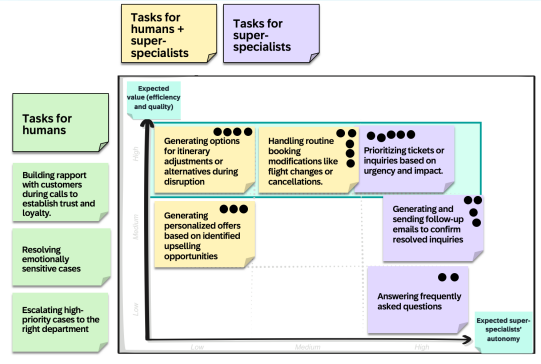 Tasks for
humans +
super-
specialists
Tasks for
super-
specialists
Expected
value (efficiency
and quality)
Tasks for
humans
Building rapport
with customers
during calls to
establish trust and
loyalty.
Resolving
emotionally
sensitive cases
Escalating high-
priority cases to the
right department
High
Medium
Low
Generating options
for itinerary
adjustments or
alternatives during
disruption
Handling routine
booking
modifications like
flight changes or
cancellations.
Prioritizing tickets or
inquiries based on
urgency and impact.
Generating
personalized offers
based on identified
upselling
opportunities
Generating and
sending follow-up
emails to confirm
resolved inquiries
Answering frequently
asked questions
Low
Medium
High
Expected super-
specialists'
autonomy